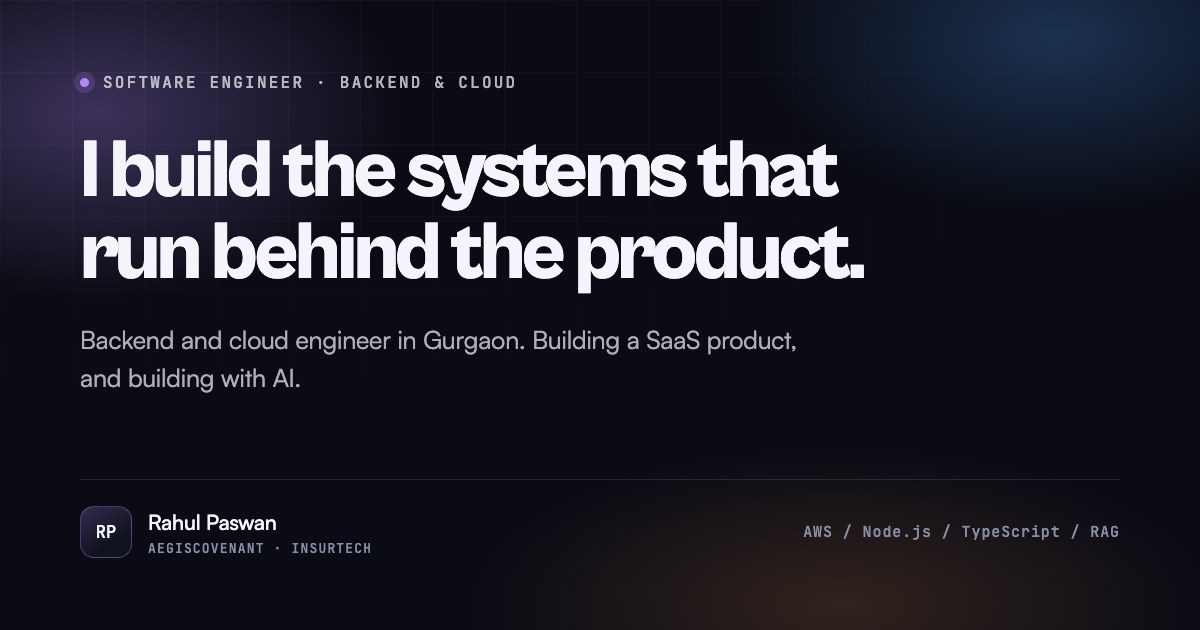 SOFTWARE ENGINEER · BACKEND & CLOUD
I build the systems that
run behind the product.
Backend and cloud engineer in Gurgaon. Building a SaaS product,
and building with AI.
RP
Rahul Paswan
AEGISCOVENANT · INSURTECH
AWS / Node.js / TypeScript / RAG